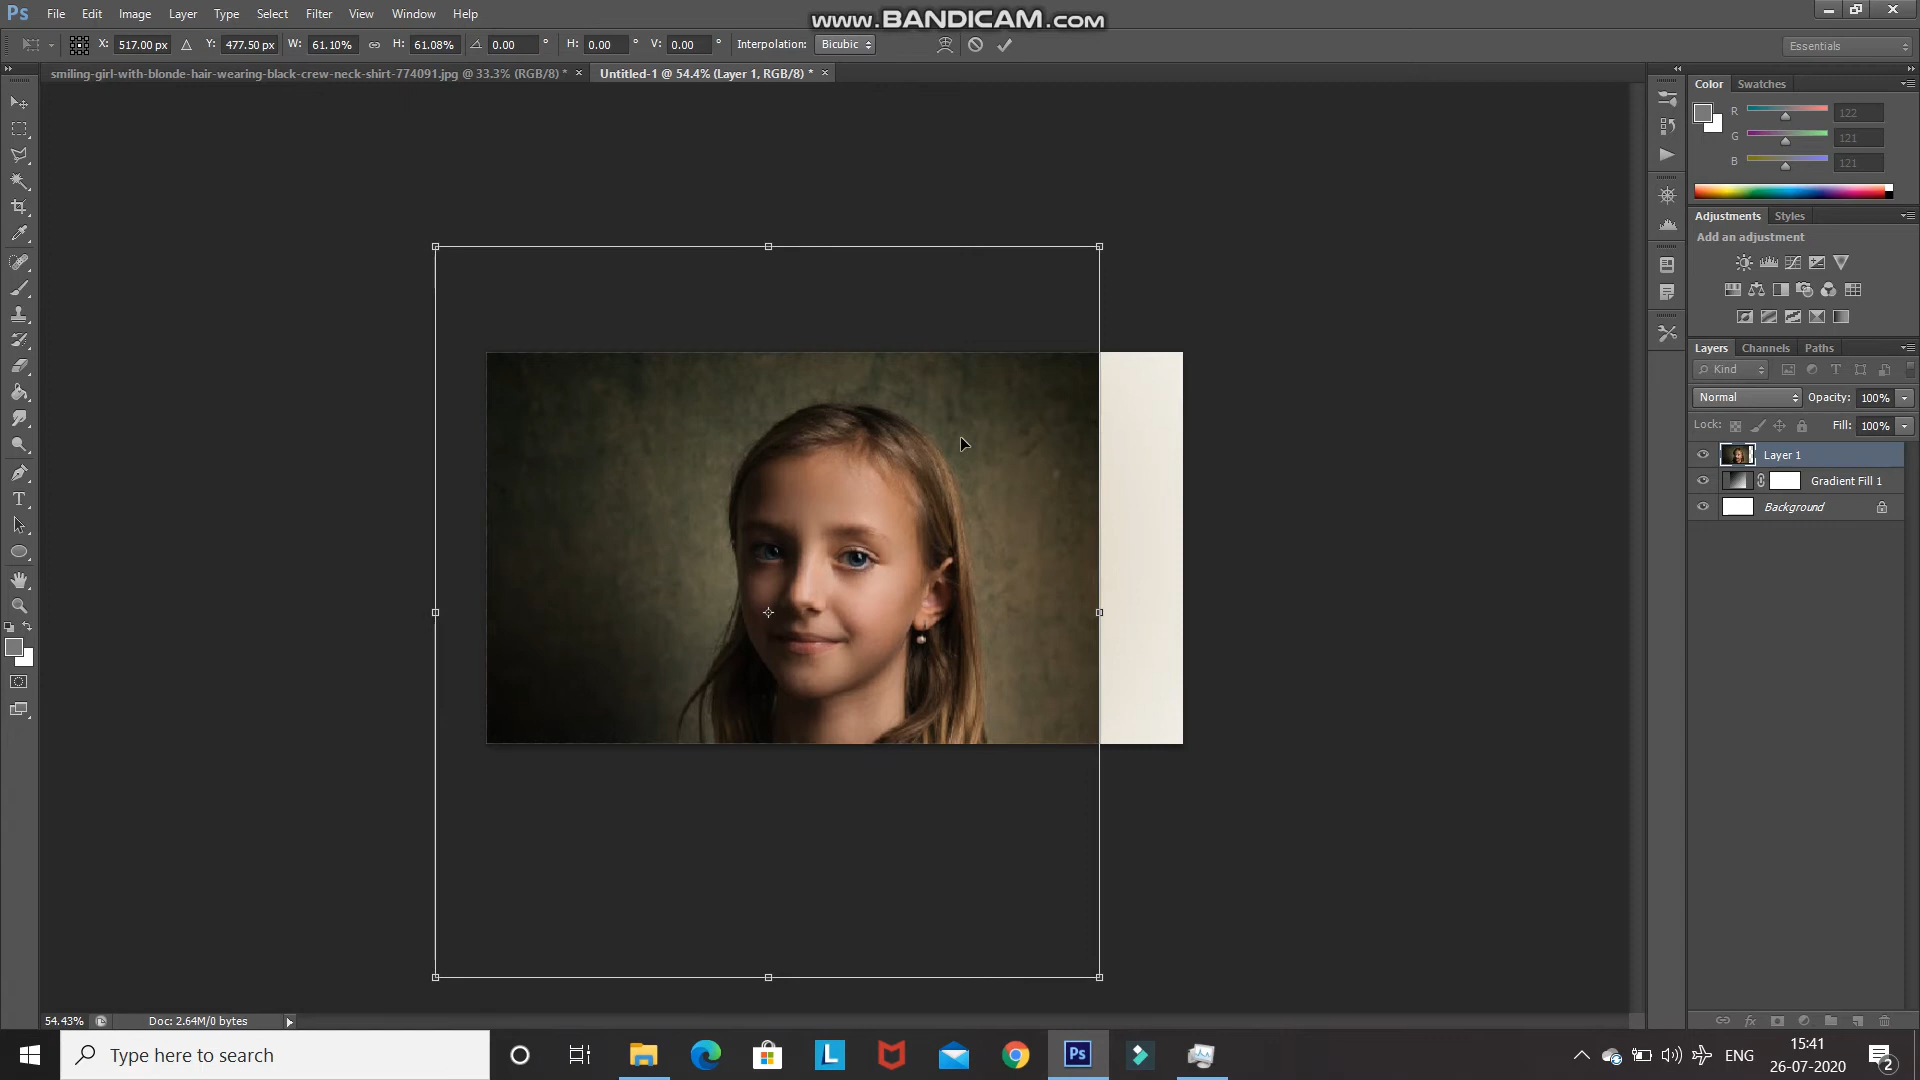 www.BANDICAM.com
Ps File Edit Image Layer Type Select Filter View Window Help
X: 517.00 px Y: 477.50 px W: 61.10% H: 61.08% 0.00 ° H: 0.00 ° V: 0.00 ° Interpolation: Bicubic Essentials
smiling-girl-with-blonde-hair-wearing-black-crew-neck-shirt-774091.jpg @ 33.3% (RGB/8) * × Untitled-1 @ 54.4% (Layer 1, RGB/8) * ×
Color Swatches
R 122
G 121
B 121
Adjustments Styles
Add an adjustment
Layers Channels Paths
Kind
Normal Opacity: 100%
Lock: Fill: 100%
Layer 1
Gradient Fill 1
Background
54.43% Doc: 2.64M/0 bytes
Type here to search
L
Ps
ENG
15:41
26-07-2020
2